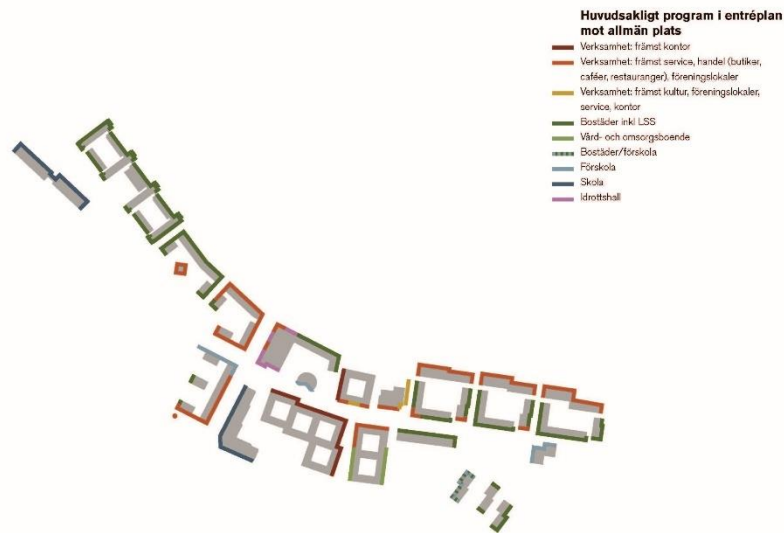 Huvudsakligt program i entréplan
mot allmän plats
Verksamhet: främst kontor
Verksamhet: främst service, handel (butiker,
caféer, restauranger), föreningslokaler
Verksamhet: främst kultur, föreningslokaler,
service, kontor
Bostäder inkl LSS
Vård- och omsorgsboende
Bostäder/förskola
Förskola
Skola
Idrottshall